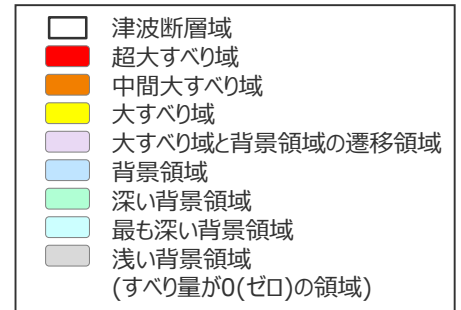 津波断層域
超大すべり域
中間大すべり域
大すべり域
大すべり域と背景領域の遷移領域
背景領域
深い背景領域
最も深い背景領域
浅い背景領域
(すべり量が0(ゼロ)の領域)